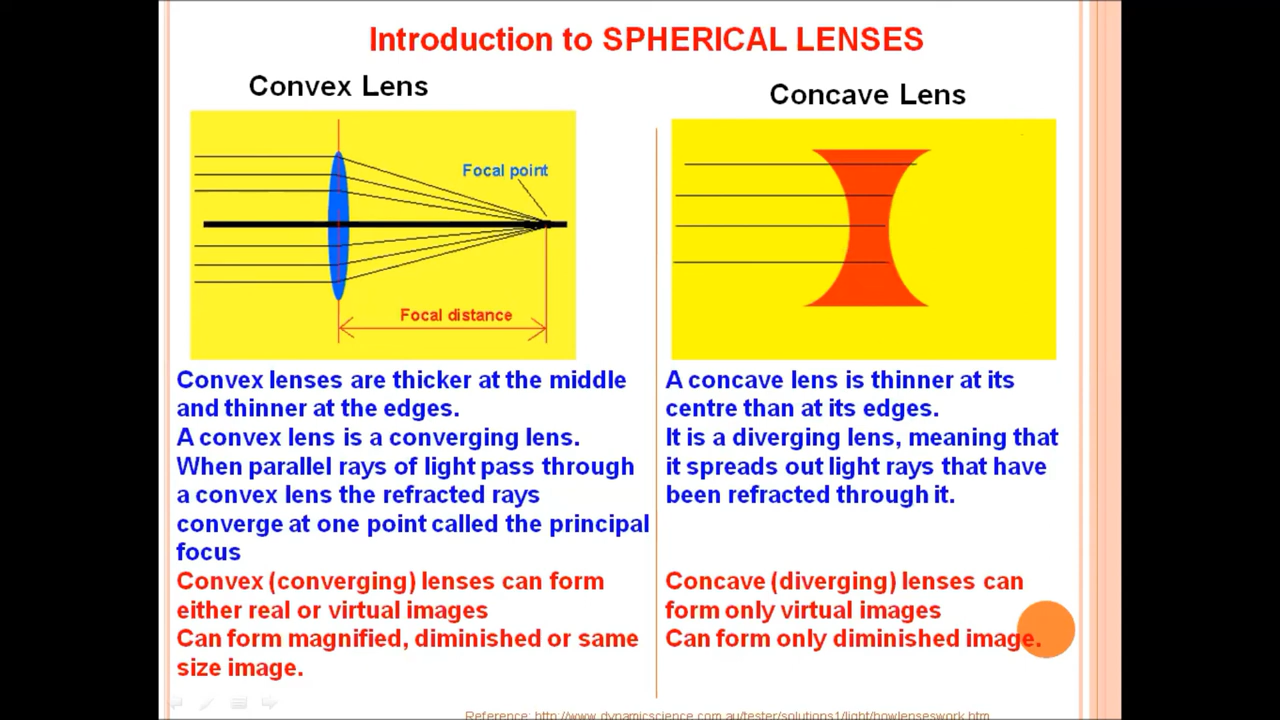 Introduction to SPHERICAL LENSES
Convex Lens
Focal point
Focal distance
Convex lenses are thicker at the middle
and thinner at the edges.
A convex lens is a converging lens.
When parallel rays of light pass through
a convex lens the refracted rays
converge at one point called the principal
focus
Convex (converging) lenses can form
either real or virtual images
Can form magnified, diminished or same
size image.
Concave Lens
A concave lens is thinner at its
centre than at its edges.
It is a diverging lens, meaning that
it spreads out light rays that have
been refracted through it.
Concave (diverging) lenses can
form only virtual images
Can form only diminished image.
Reference: http://www.dynamicscience.com.au/tester/solutions1/light/howlenseswork.htm